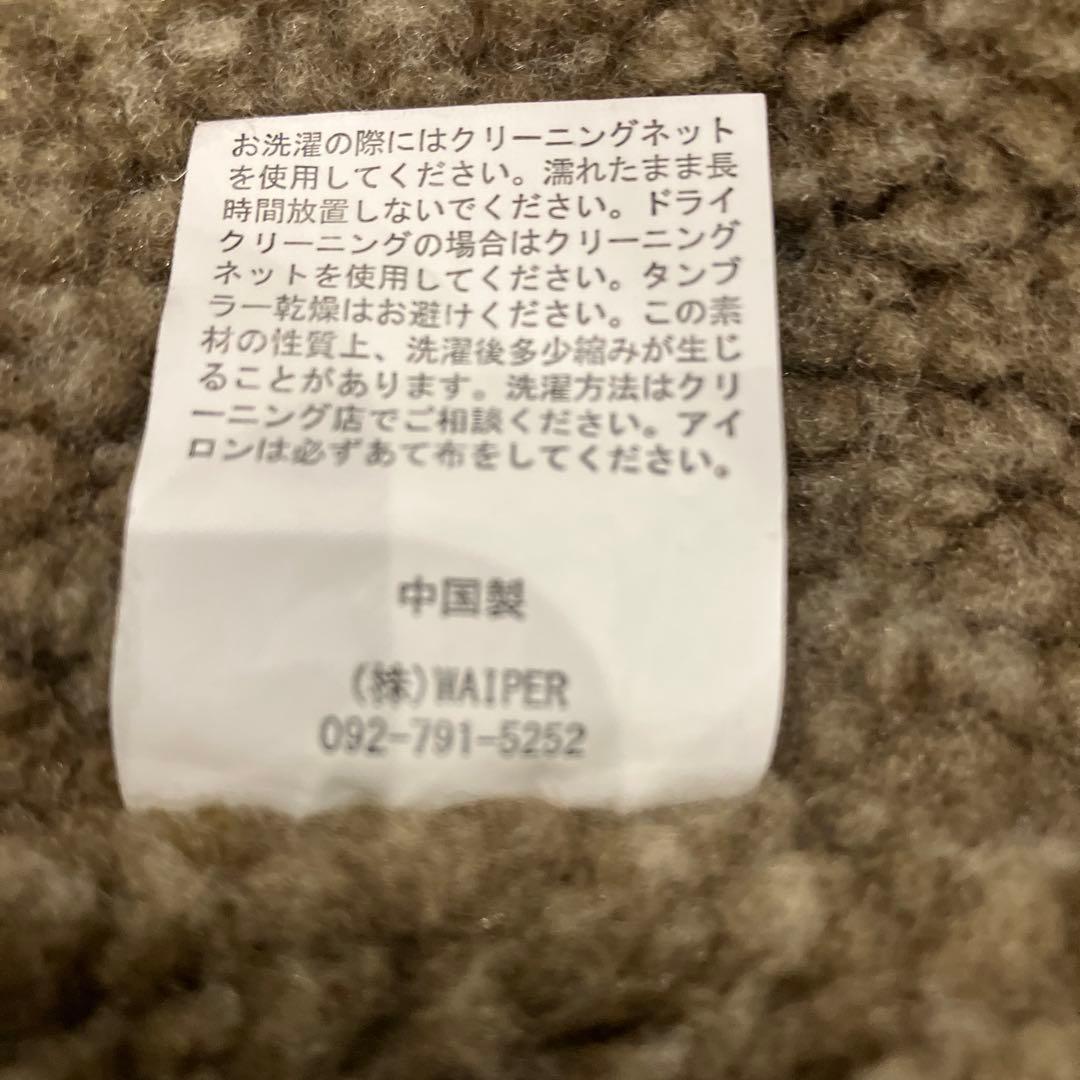 お洗濯の際にはクリーニングネット
を使用してください。濡れたまま長
時間放置しないでください。ドライ
クリーニングの場合はクリーニング
ネットを使用してください。タンブ
ラー乾燥はお避けください。この素
材の性質上、洗濯後多少縮みが生じ
ることがあります。洗濯方法はクリ
ーニング店でご相談ください。アイ
ロンは必ずあて布をしてください。
中国製
(株)WAIPER
092-791-5252